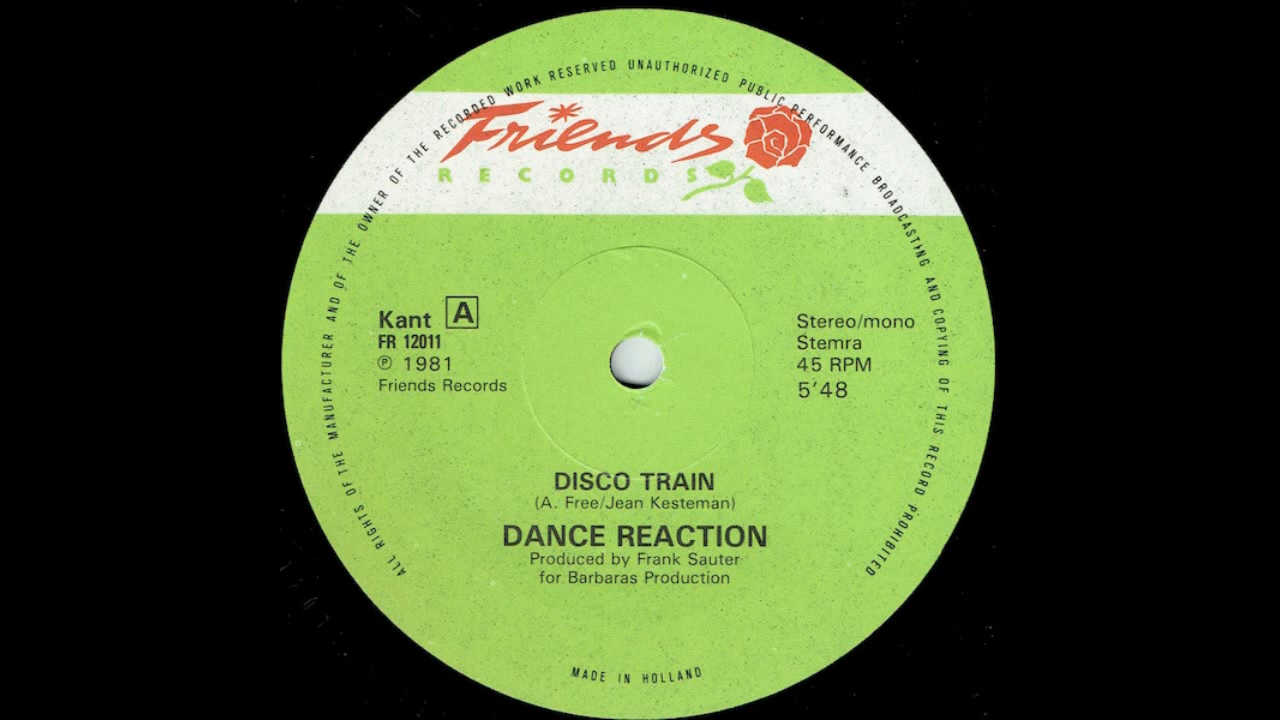 ALL RIGHTS OF THE MANUFACTURER AND OF THE OWNER OF THE RECORDED WORK RESERVED UNAUTHORIZED PUBLIC PERFORMANCE BROADCASTING AND COPYING OF THIS RECORD PROHIBITED
Friends
RECORDS
Kant A
FR 12011
℗ 1981
Friends Records
Stereo/mono
Stemra
45 RPM
5'48
DISCO TRAIN
(A. Free/Jean Kesteman)
DANCE REACTION
Produced by Frank Sauter
for Barbaras Production
MADE IN HOLLAND